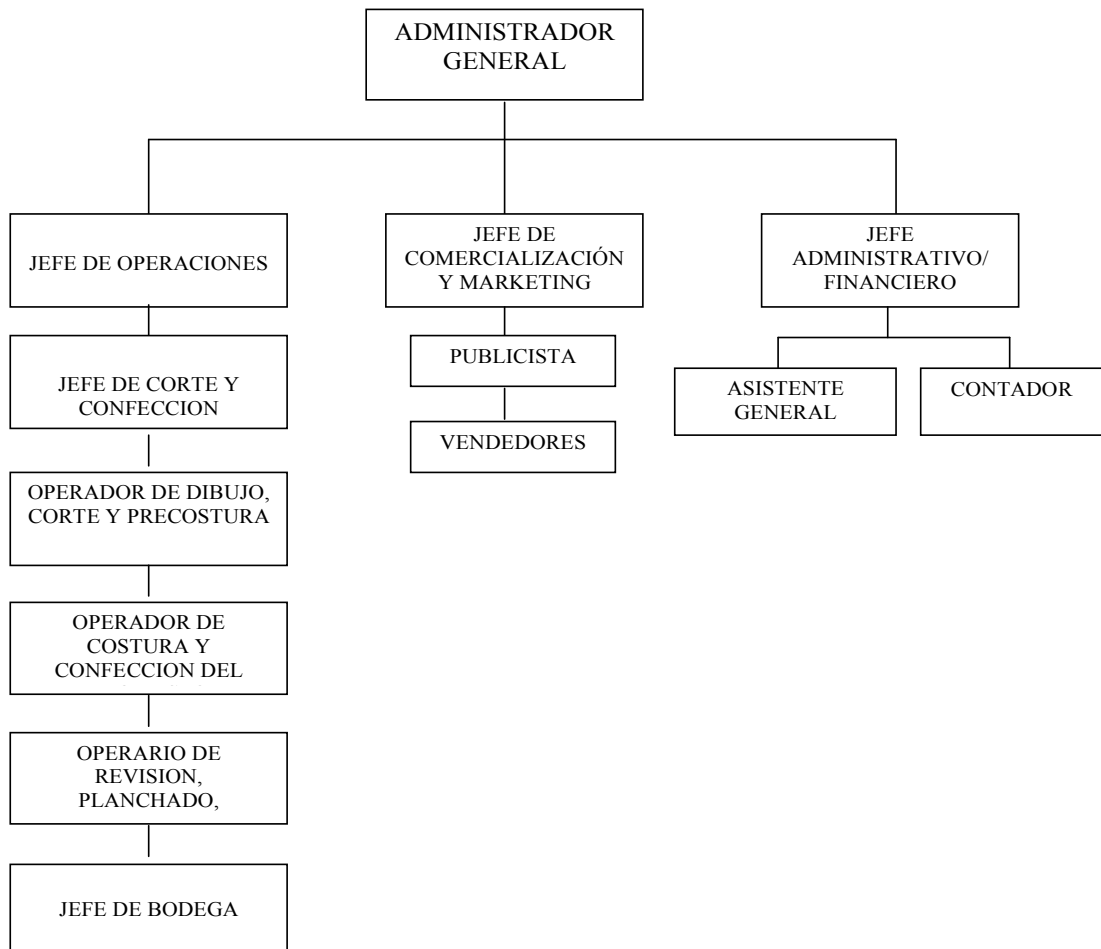 ADMINISTRADOR
GENERAL
JEFE DE OPERACIONES
JEFE DE
COMERCIALIZACIÓN
Y MARKETING
JEFE
ADMINISTRATIVO/
FINANCIERO
JEFE DE CORTE Y
CONFECCION
PUBLICISTA
VENDEDORES
ASISTENTE
GENERAL
CONTADOR
OPERADOR DE DIBUJO,
CORTE Y PRECOSTURA
OPERADOR DE
COSTURA Y
CONFECCION DEL
OPERARIO DE
REVISION,
PLANCHADO,
JEFE DE BODEGA